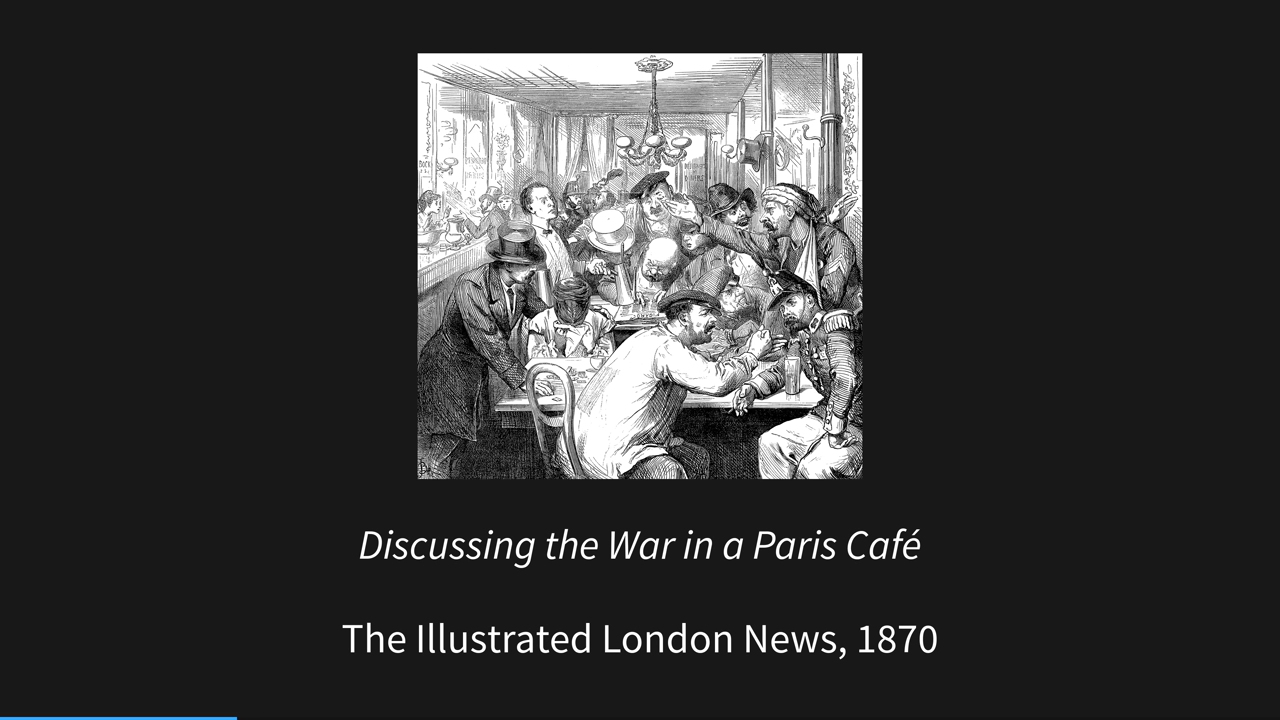 Discussing the War in a Paris Café
The Illustrated London News, 1870